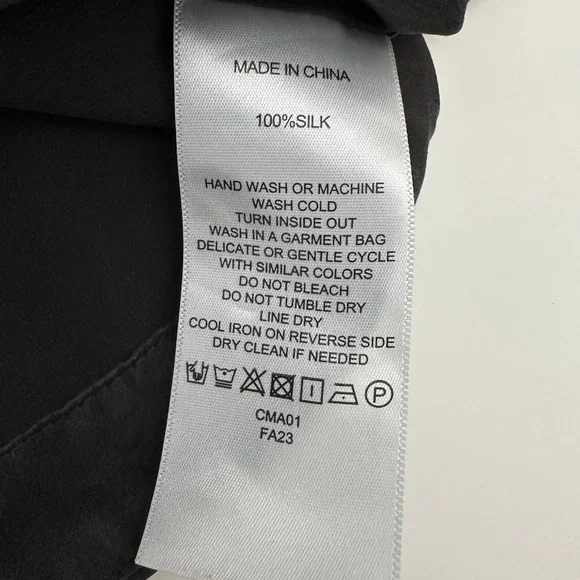 MADE IN CHINA
100%SILK
HAND WASH OR MACHINE
WASH COLD
TURN INSIDE OUT
WASH IN A GARMENT BAG
DELICATE OR GENTLE CYCLE
WITH SIMILAR COLORS
DO NOT BLEACH
DO NOT TUMBLE DRY
LINE DRY
COOL IRON ON REVERSE SIDE
DRY CLEAN IF NEEDED
P
CMA01
FA23